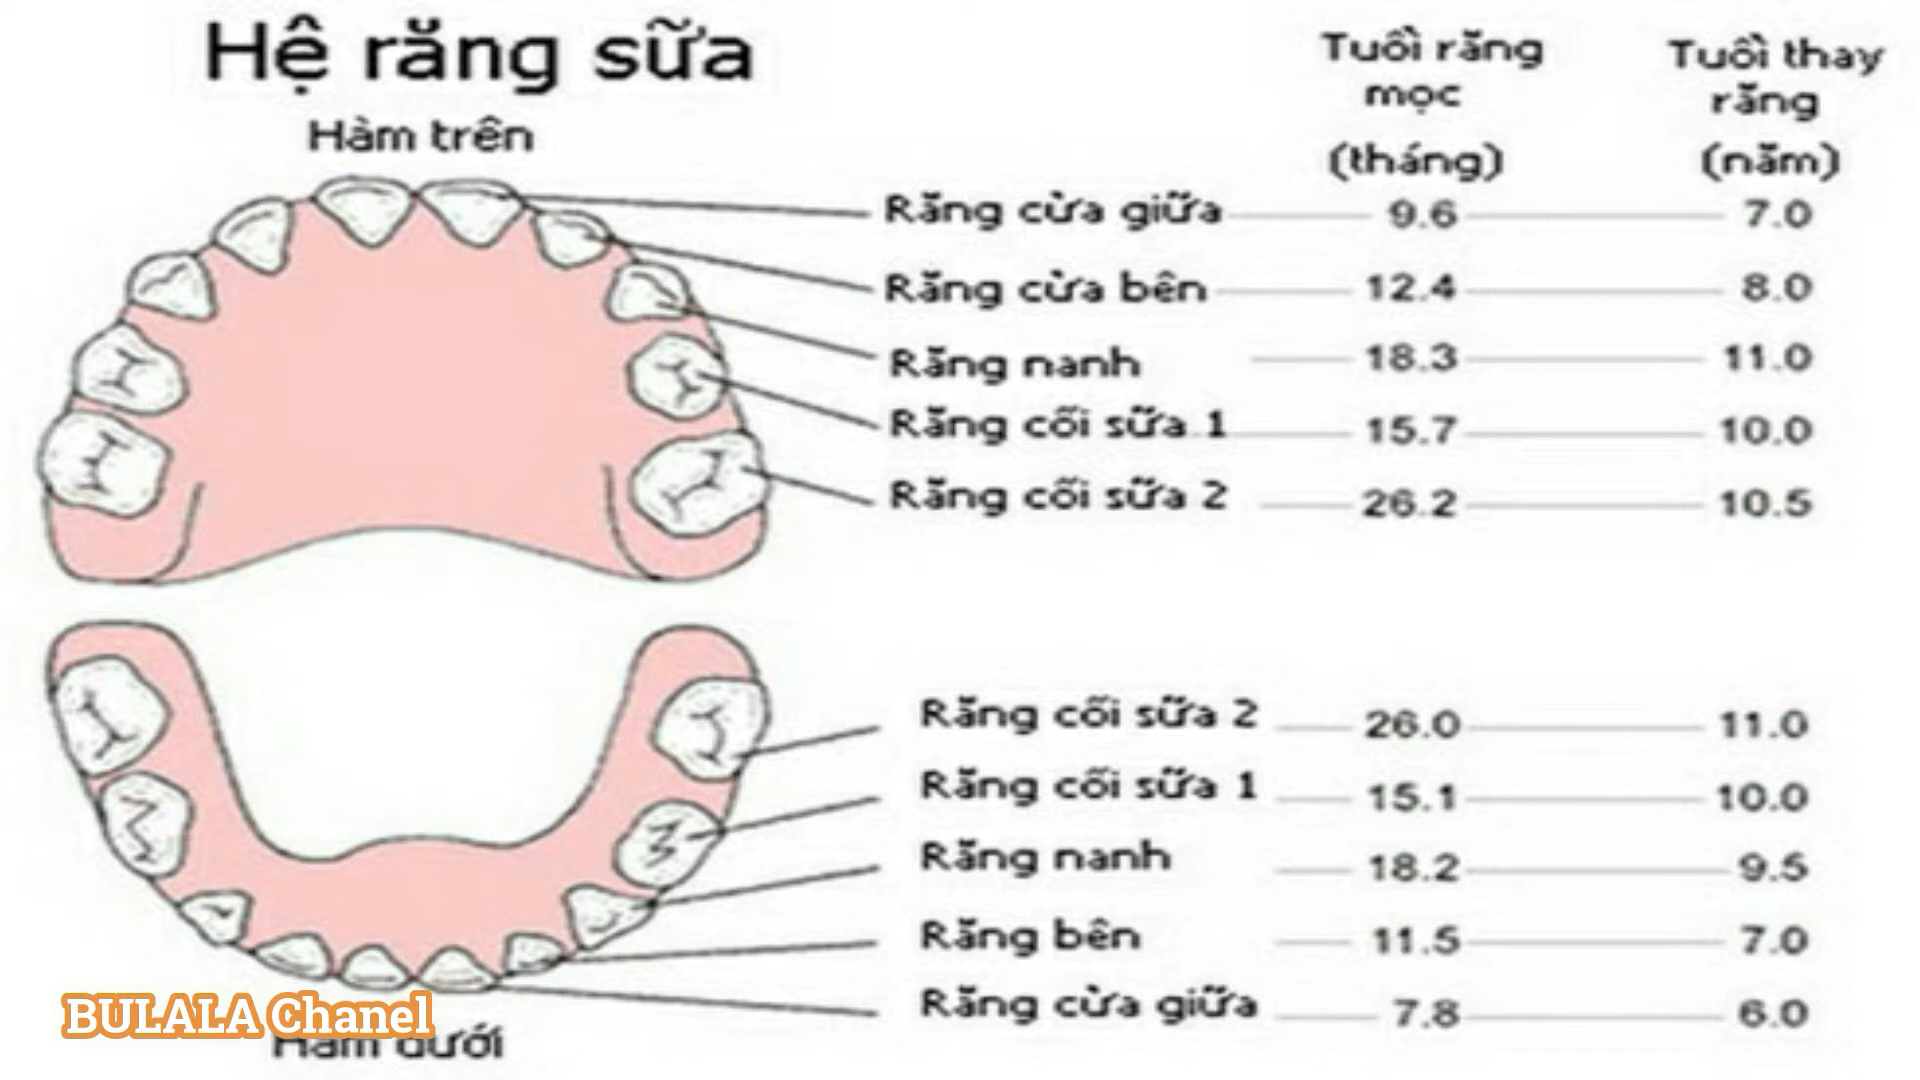 Hệ răng sữa
Hàm trên
Tuổi răng mọc (tháng)
Tuổi thay răng (năm)
Răng cửa giữa 9.6 7.0
Răng cửa bên 12.4 8.0
Răng nanh 18.3 11.0
Răng cối sữa 1 15.7 10.0
Răng cối sữa 2 26.2 10.5
Răng cối sữa 2 26.0 11.0
Răng cối sữa 1 15.1 10.0
Răng nanh 18.2 9.5
Răng bên 11.5 7.0
Răng cửa giữa 7.8 6.0
BULALA Chanel
Hàm dưới